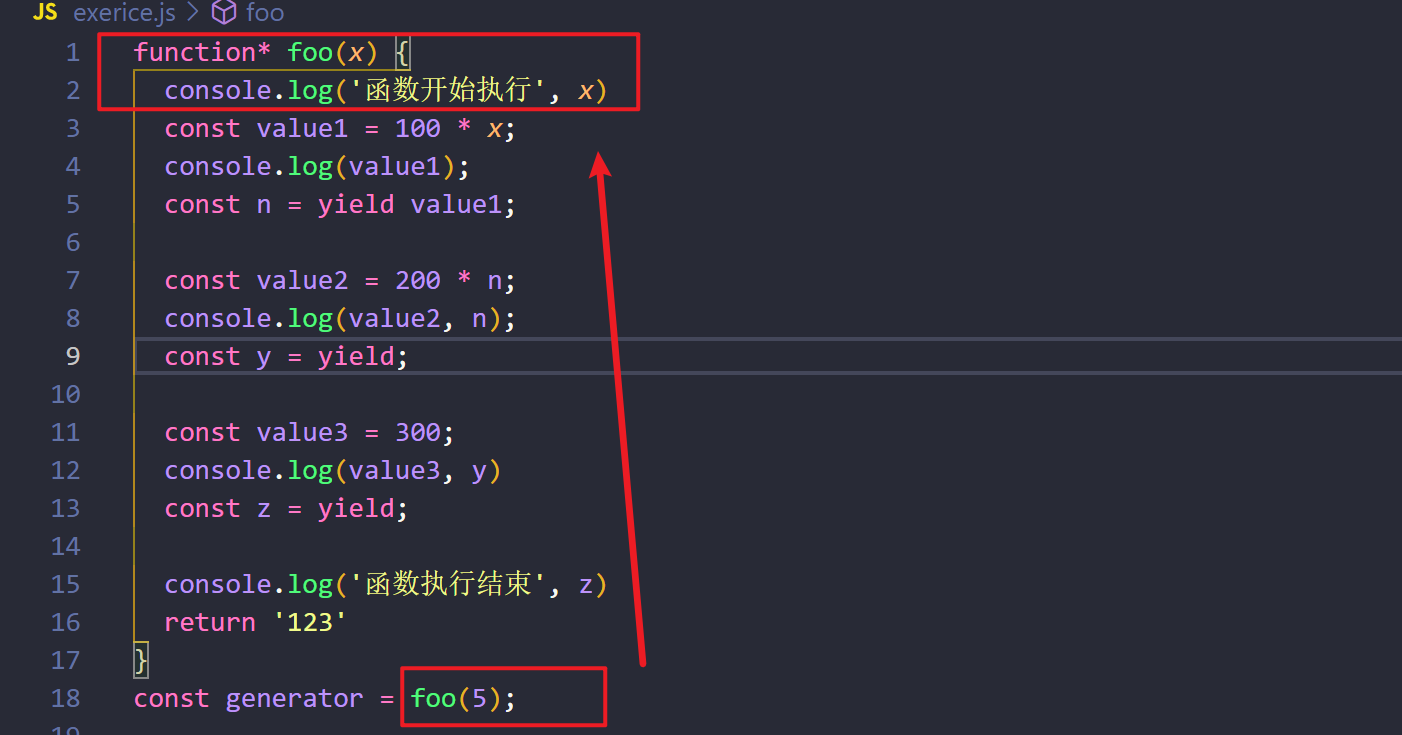 JS exerice.js > foo
1 function* foo(x) {
2 console.log('函数开始执行', x)
3 const value1 = 100 * x;
4 console.log(value1);
5 const n = yield value1;
6
7 const value2 = 200 * n;
8 console.log(value2, n);
9 const y = yield;
10
11 const value3 = 300;
12 console.log(value3, y)
13 const z = yield;
14
15 console.log('函数执行结束', z)
16 return '123'
17 }
18 const generator = foo(5);
19